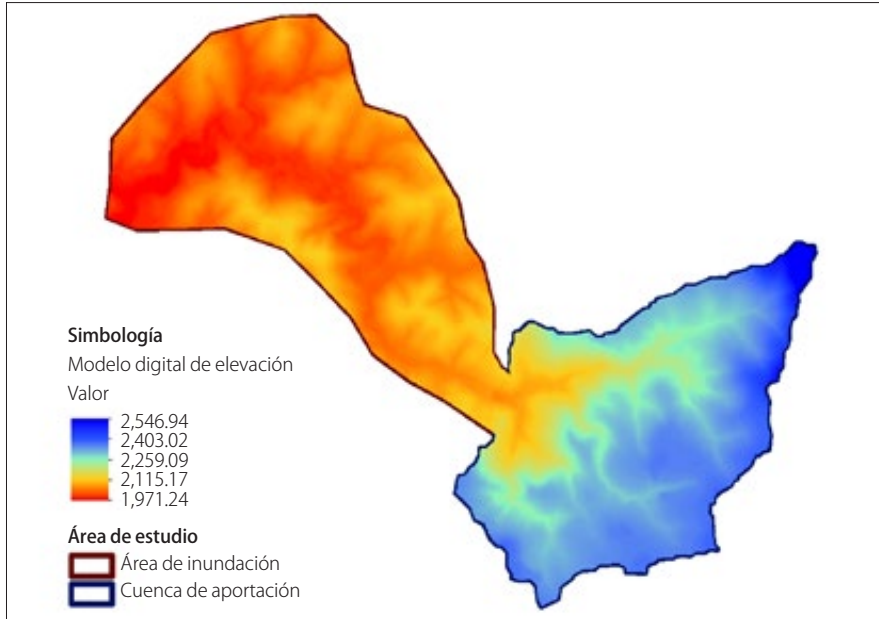 Simbología
Modelo digital de elevación
Valor
2,546.94
2,403.02
2,259.09
2,115.17
1,971.24
Área de estudio
Área de inundación
Cuenca de aportación